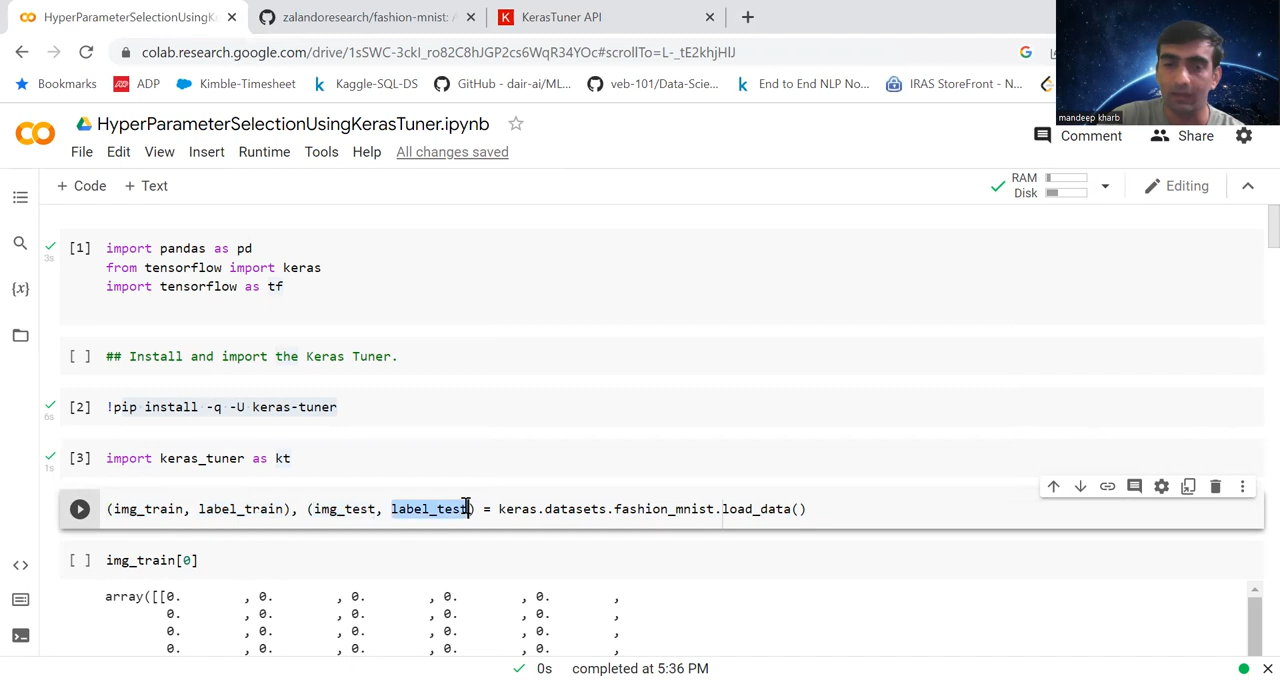 HyperParameterSelectionUsingKe
zalandoresearch/fashion-mnist: A
KerasTuner API
colab.research.google.com/drive/1sSWC-3ckI_ro82C8hJGP2cs6WqR34YOc#scrollTo=L-_tE2khjHIJ
Bookmarks ADP Kimble-Timesheet Kaggle-SQL-DS GitHub - dair-ai/ML... veb-101/Data-Scie... End to End NLP No... IRAS StoreFront - N...
mandeep kharb
HyperParameterSelectionUsingKerasTuner.ipynb
Comment Share
File Edit View Insert Runtime Tools Help All changes saved
+ Code + Text
RAM
Disk
Editing
[1] import pandas as pd
3s
from tensorflow import keras
import tensorflow as tf
[ ] ## Install and import the Keras Tuner.
[2] !pip install -q -U keras-tuner
6s
[3] import keras_tuner as kt
1s
(img_train, label_train), (img_test, label_test) = keras.datasets.fashion_mnist.load_data()
[ ] img_train[0]
array([[0. , 0. , 0. , 0. , 0. ,
0. , 0. , 0. , 0. , 0. ,
0. , 0. , 0. , 0. , 0. ,
0. , 0. , 0. , 0. , 0. ,
0s completed at 5:36 PM